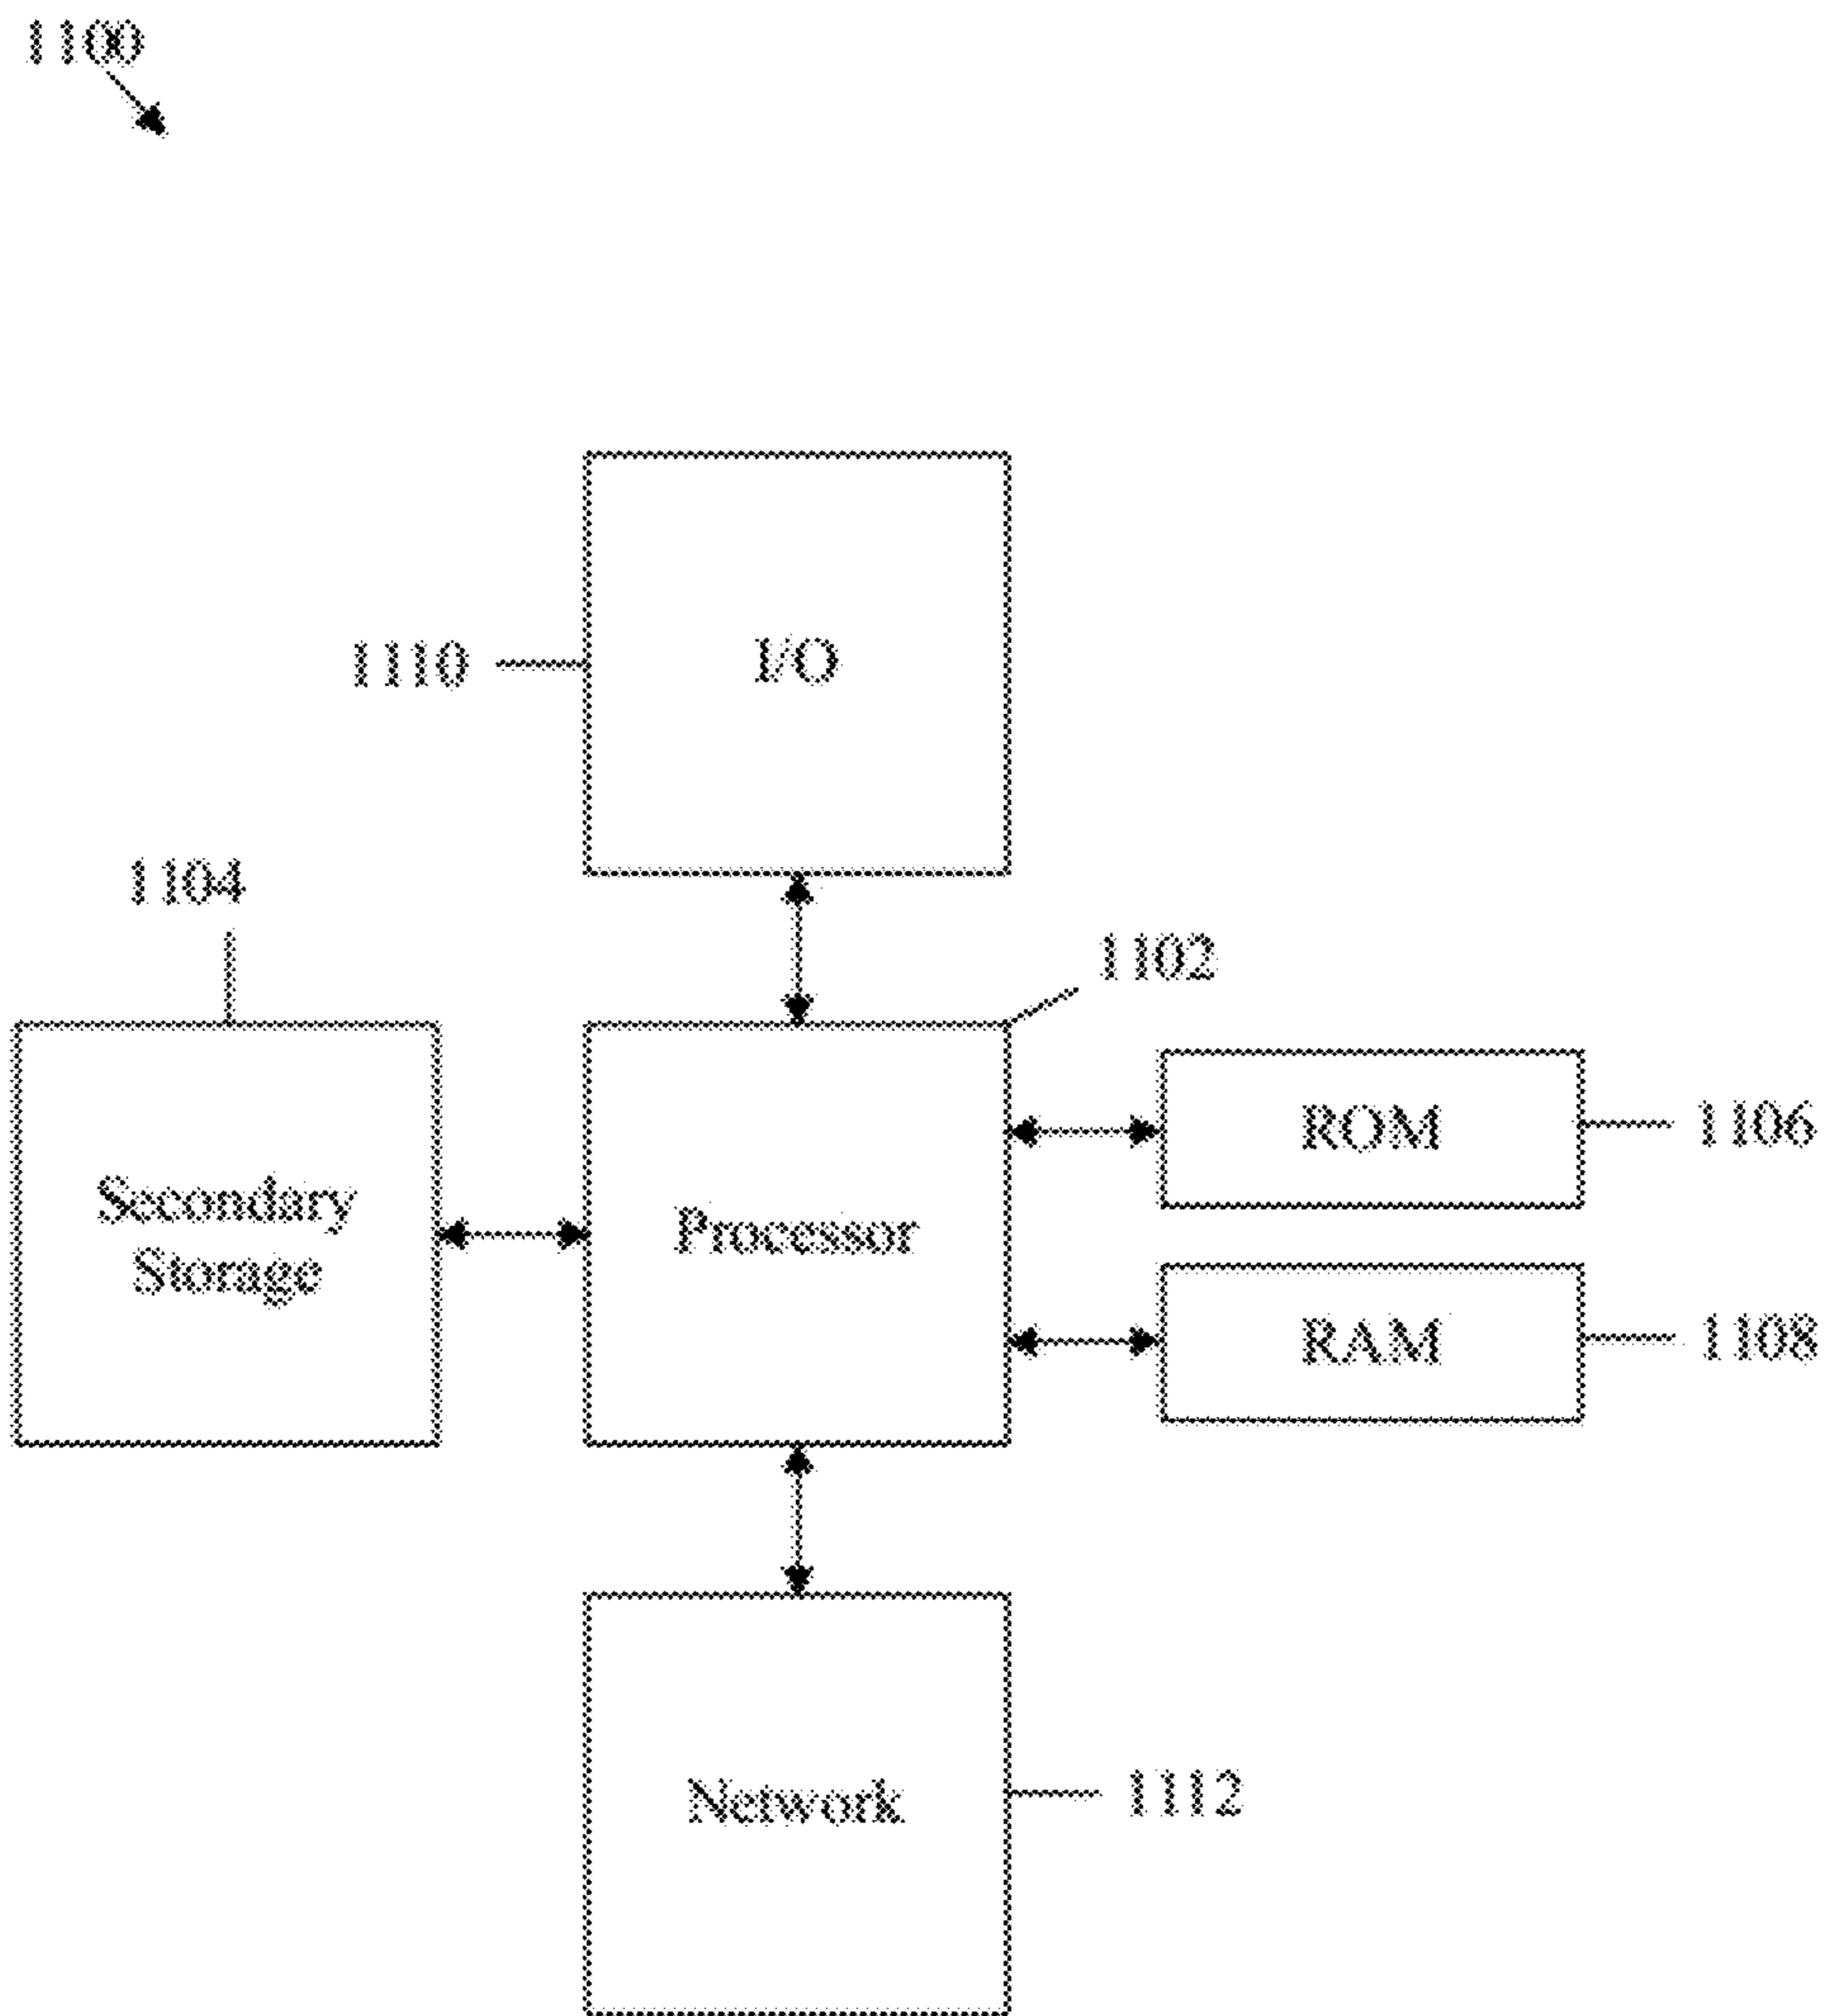 1100
I/O
1110
1104
1102
ROM
1106
Secondary
Storage
Processor
RAM
1108
Network
1112